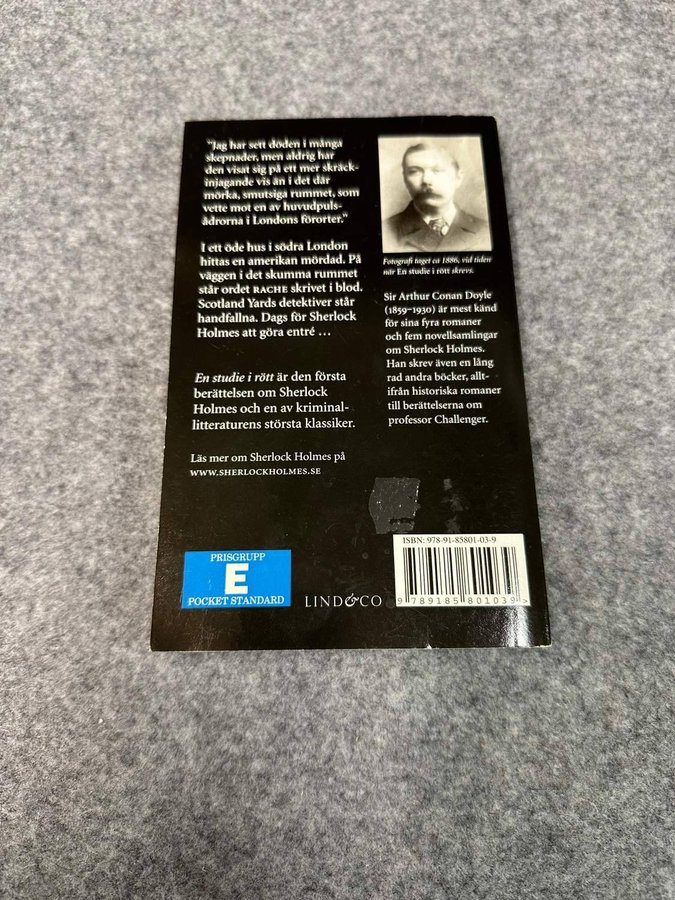 "Jag har sett döden i många
skepnader, men aldrig har
den visat sig på ett mer skräck-
injagande vis än i det där
mörka, smutsiga rummet, som
vette mot en av huvudpuls-
ådrorna i Londons förorter."
I ett öde hus i södra London
hittas en amerikan mördad. På
väggen i det skumma rummet
står ordet RACHE skrivet i blod.
Scotland Yards detektiver står
handfallna. Dags för Sherlock
Holmes att göra entré ...
En studie i rött är den första
berättelsen om Sherlock
Holmes och en av kriminal-
litteraturens största klassiker.
Läs mer om Sherlock Holmes på
WWW.SHERLOCKHOLMES.SE
Fotografi taget ca 1886, vid tiden
när En studie i rött skrevs.
Sir Arthur Conan Doyle
(1859–1930) är mest känd
för sina fyra romaner
och fem novellsamlingar
om Sherlock Holmes.
Han skrev även en lång
rad andra böcker, allt-
ifrån historiska romaner
till berättelserna om
professor Challenger.
PRISGRUPP
E
POCKET STANDARD
LIND&CO
ISBN: 978-91-85801-03-9
9 789185 801039 >